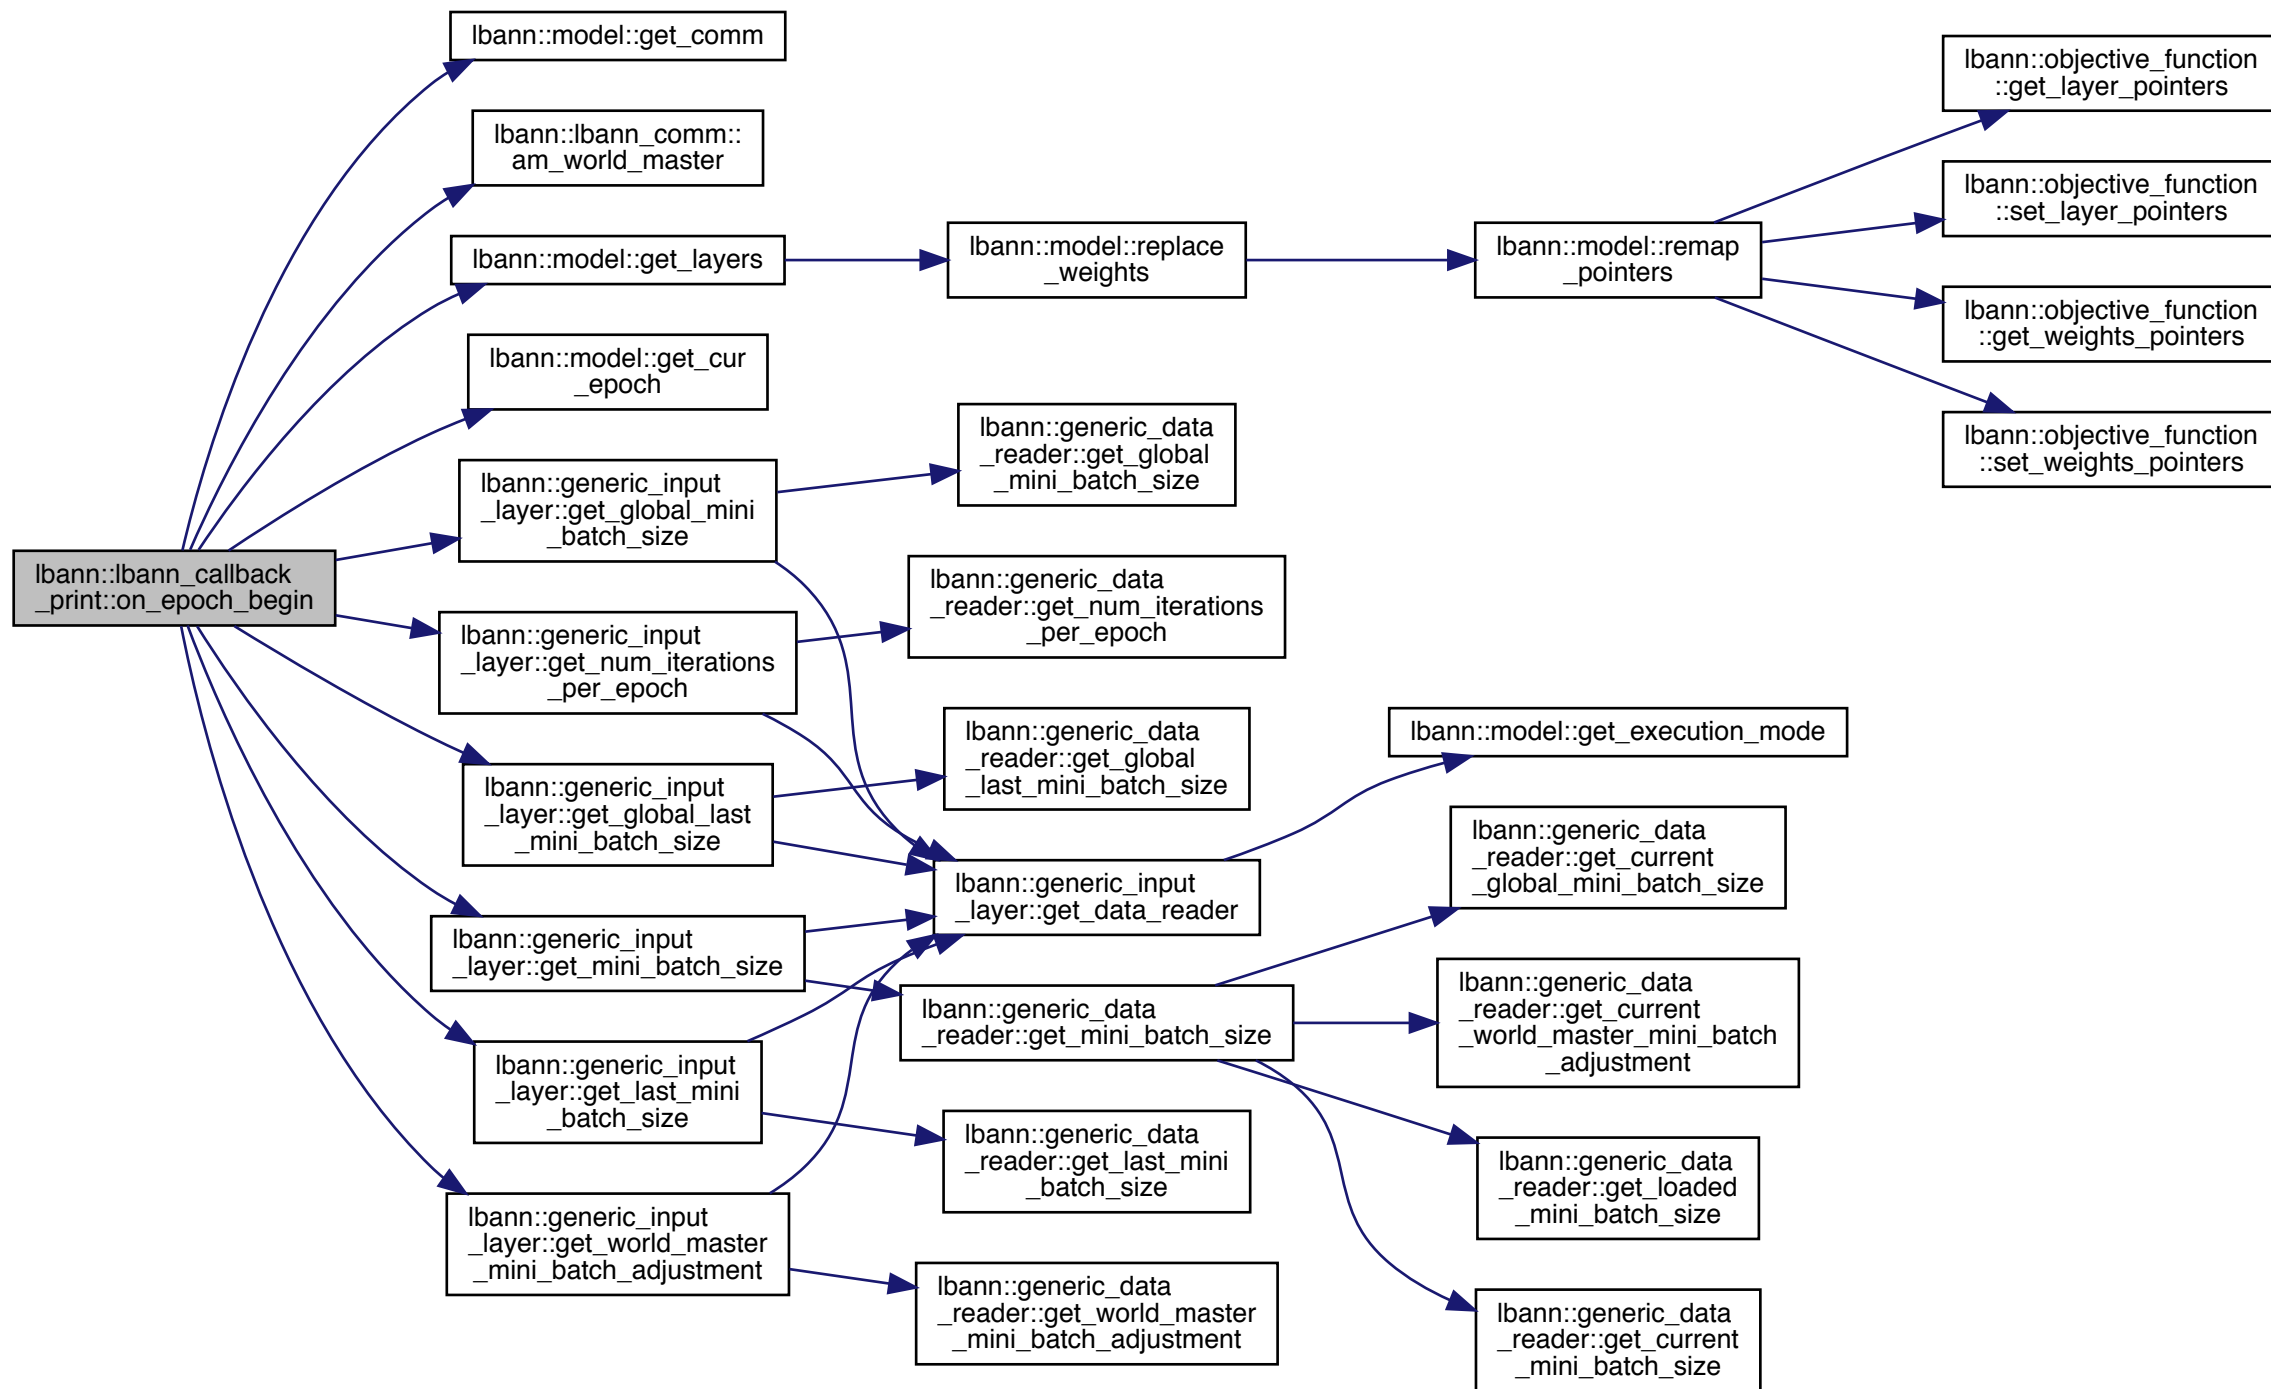 lbann::lbann_callback
_print::on_epoch_begin
lbann::model::get_comm
lbann::lbann_comm::
am_world_master
lbann::model::get_layers
lbann::model::get_cur
_epoch
lbann::generic_input
_layer::get_global_mini
_batch_size
lbann::generic_input
_layer::get_num_iterations
_per_epoch
lbann::generic_input
_layer::get_global_last
_mini_batch_size
lbann::generic_input
_layer::get_mini_batch_size
lbann::generic_input
_layer::get_last_mini
_batch_size
lbann::generic_input
_layer::get_world_master
_mini_batch_adjustment
lbann::model::replace
_weights
lbann::generic_data
_reader::get_global
_mini_batch_size
lbann::generic_data
_reader::get_num_iterations
_per_epoch
lbann::generic_data
_reader::get_global
_last_mini_batch_size
lbann::generic_input
_layer::get_data_reader
lbann::generic_data
_reader::get_mini_batch_size
lbann::generic_data
_reader::get_last_mini
_batch_size
lbann::generic_data
_reader::get_world_master
_mini_batch_adjustment
lbann::model::remap
_pointers
lbann::model::get_execution_mode
lbann::generic_data
_reader::get_current
_global_mini_batch_size
lbann::generic_data
_reader::get_current
_world_master_mini_batch
_adjustment
lbann::generic_data
_reader::get_loaded
_mini_batch_size
lbann::generic_data
_reader::get_current
_mini_batch_size
lbann::objective_function
::get_layer_pointers
lbann::objective_function
::set_layer_pointers
lbann::objective_function
::get_weights_pointers
lbann::objective_function
::set_weights_pointers